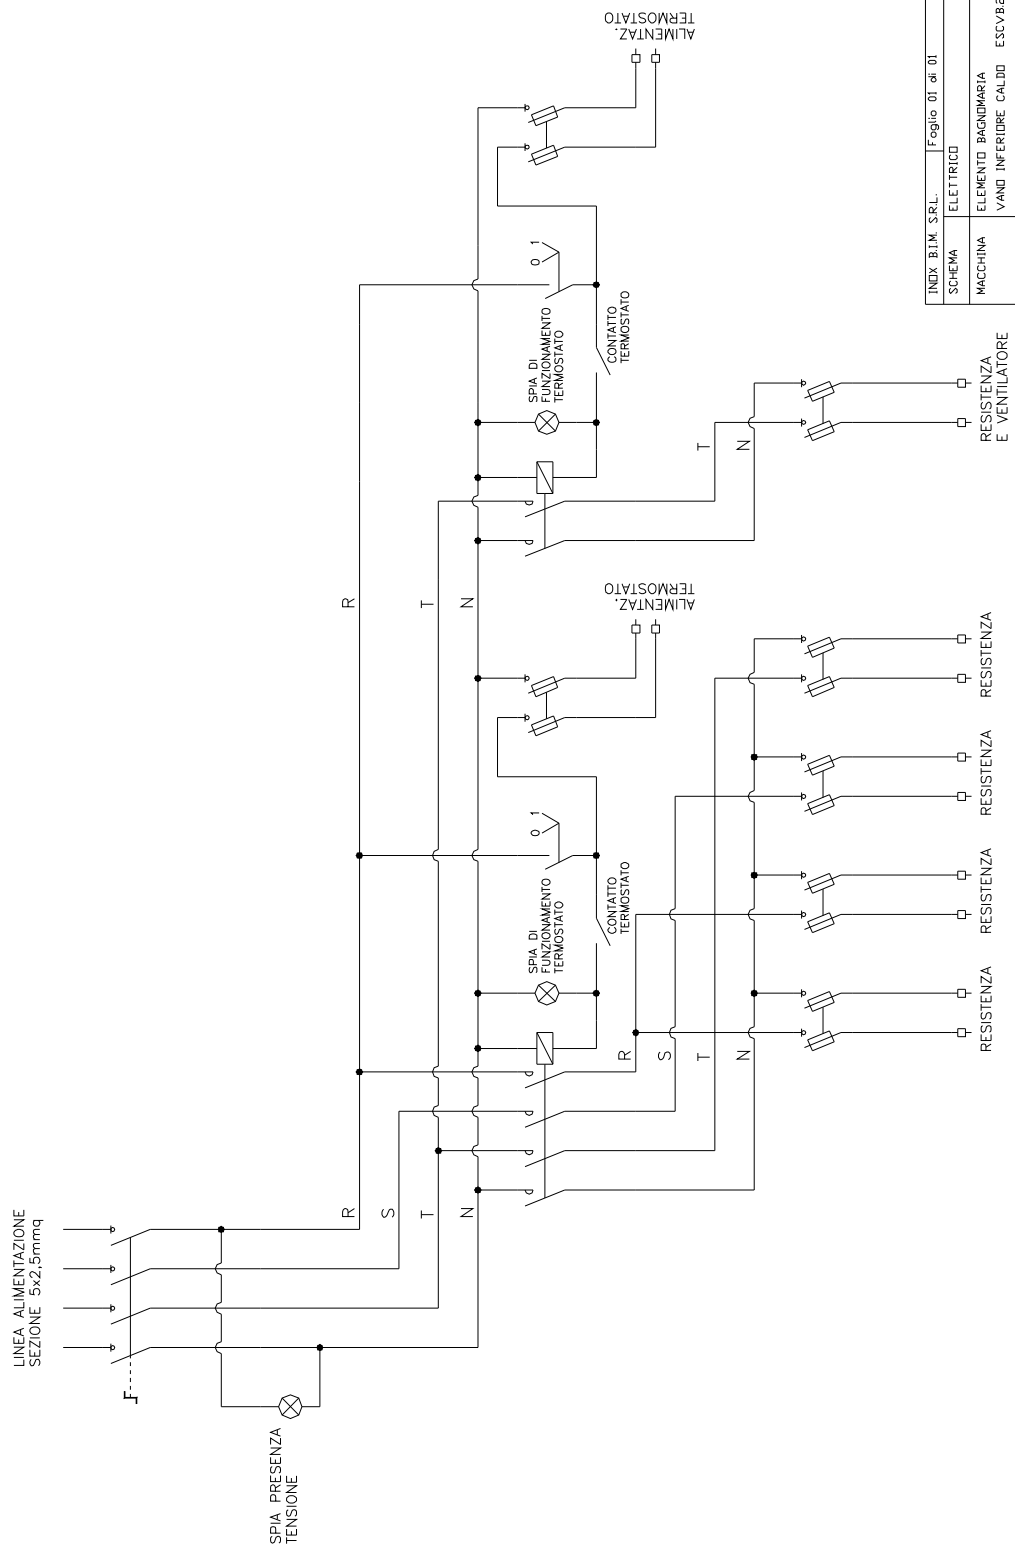 LINEA ALIMENTAZIONE
SEZIONE 5x2,5mmq
SPIA PRESENZA
TENSIONE
R
S
T
N
R
T
N
SPIA DI
FUNZIONAMENTO
TERMOSTATO
CONTATTO
TERMOSTATO
0 1
ALIMENTAZ.
TERMOSTATO
SPIA DI
FUNZIONAMENTO
TERMOSTATO
CONTATTO
TERMOSTATO
0 1
ALIMENTAZ.
TERMOSTATO
R
S
T
N
T
N
RESISTENZA
RESISTENZA
RESISTENZA
RESISTENZA
RESISTENZA
E VENTILATORE
INOX B.I.M. S.R.L. Foglio 01 di 01
SCHEMA ELETTRICO
MACCHINA ELEMENTO BAGNOMARIA
VANO INFERIORE CALDO